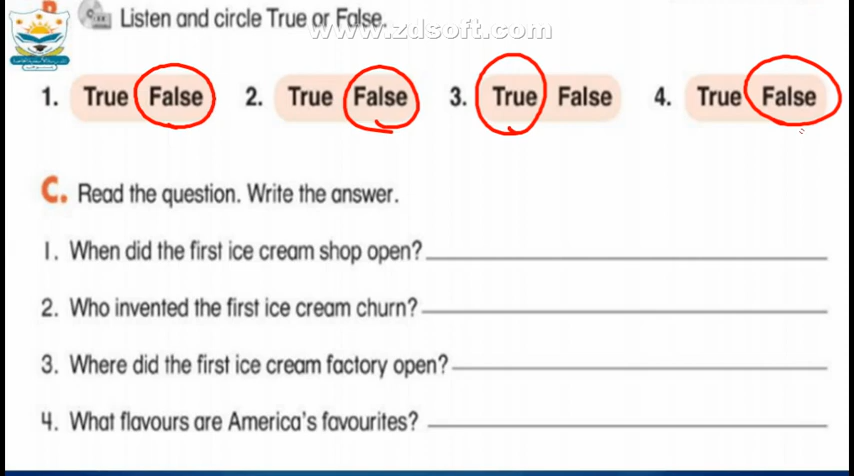 B Listen and circle True or False.
www.zdsoft.com
1. True False 2. True False 3. True False 4. True False
C. Read the question. Write the answer.
1. When did the first ice cream shop open?
2. Who invented the first ice cream churn?
3. Where did the first ice cream factory open?
4. What flavours are America's favourites?